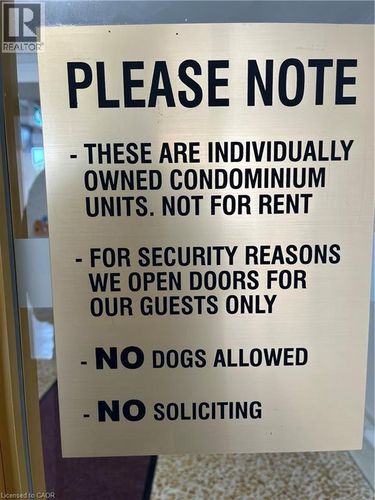 R
REALTOR
PLEASE NOTE
- THESE ARE INDIVIDUALLY
OWNED CONDOMINIUM
UNITS. NOT FOR RENT
- FOR SECURITY REASONS
WE OPEN DOORS FOR
OUR GUESTS ONLY
- NO DOGS ALLOWED
- NO SOLICITING
Licensed to CAOR